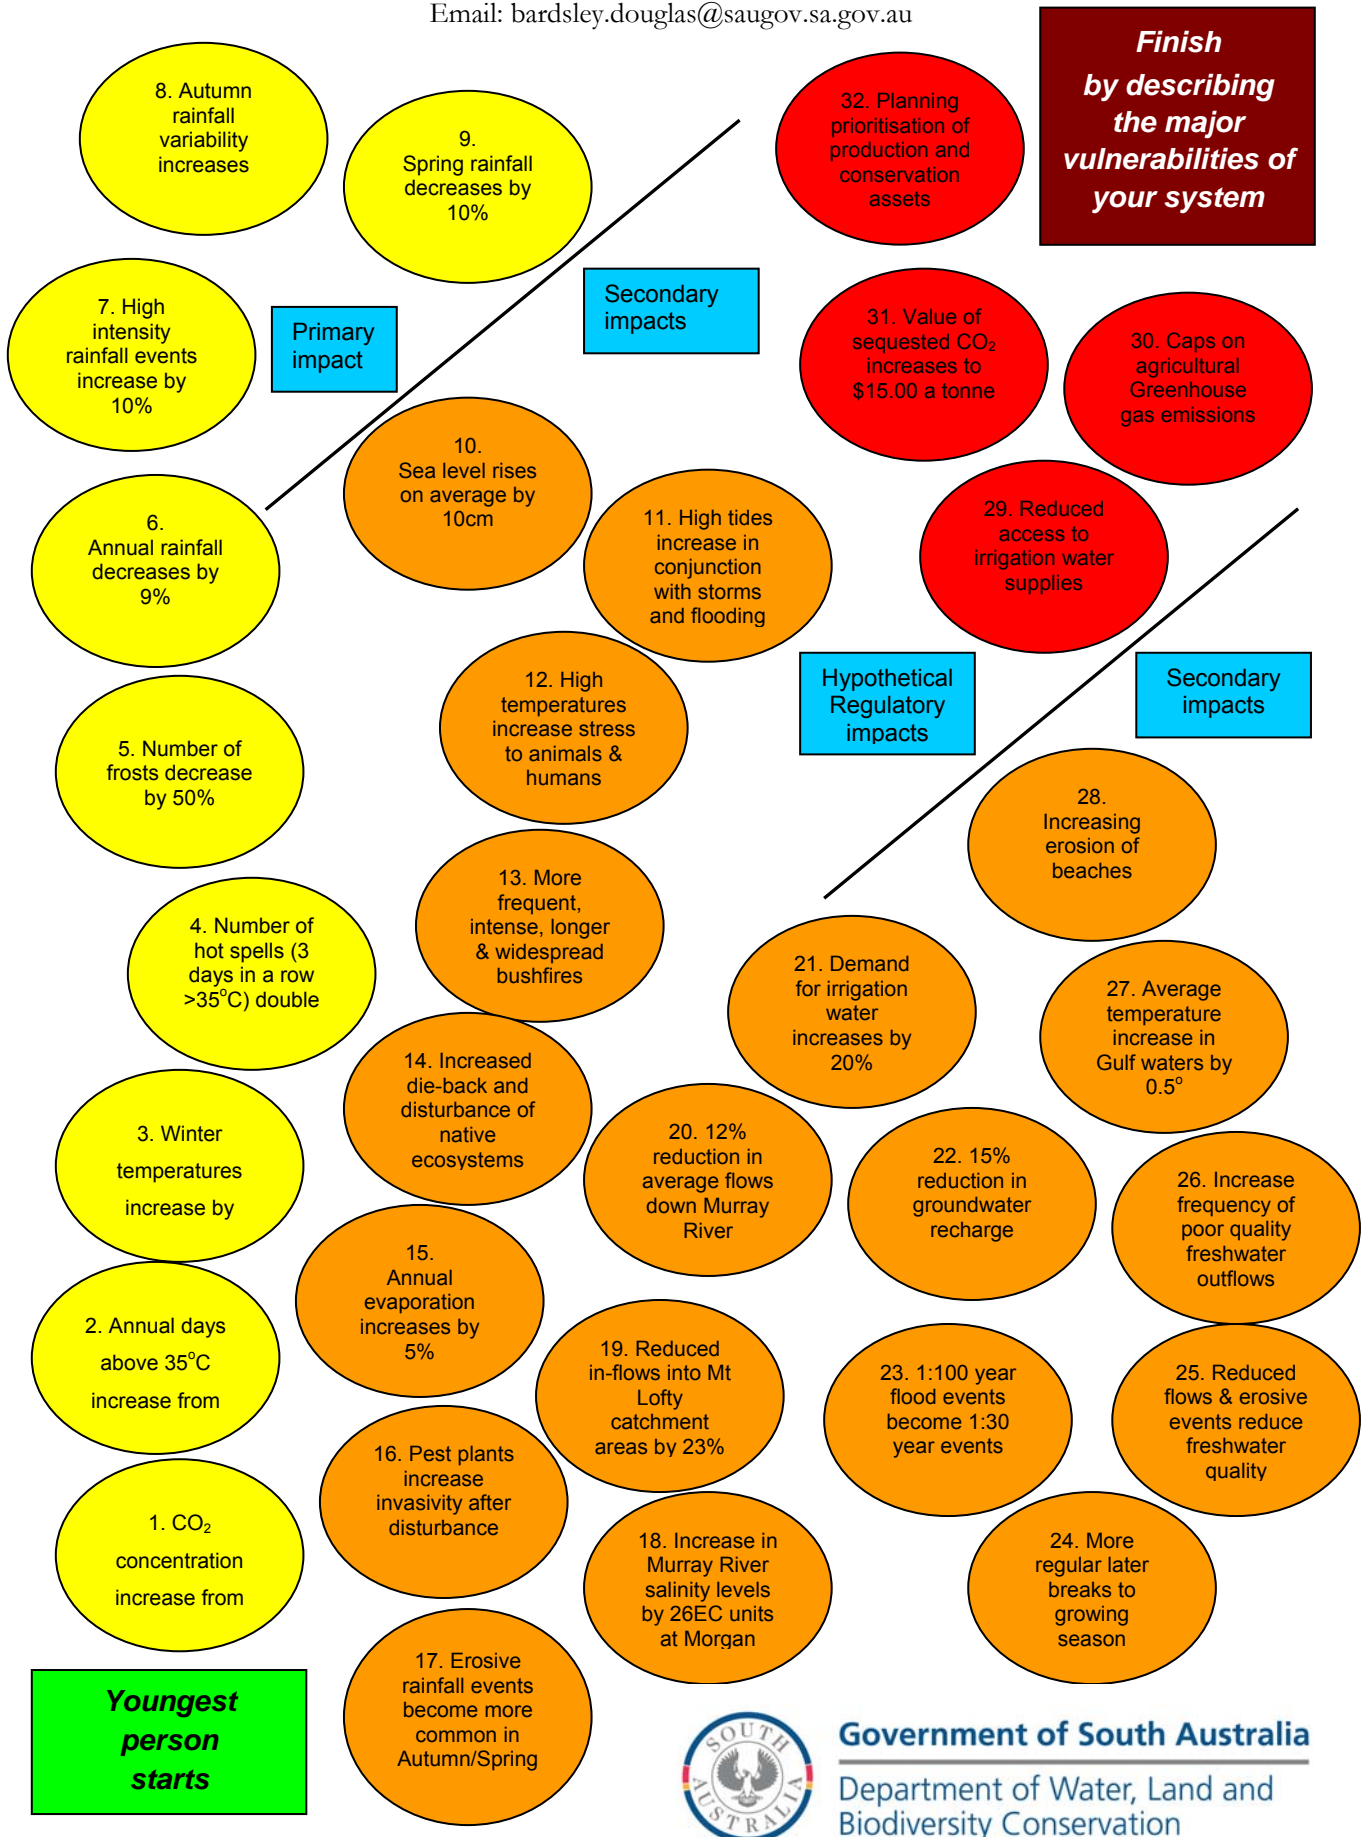 Email: bardsley.douglas@saugov.sa.gov.au
Finish
by describing
the major
vulnerabilities of
your system
8. Autumn
rainfall
variability
increases
9.
Spring rainfall
decreases by
10%
32. Planning
prioritisation of
production and
conservation
assets
7. High
intensity
rainfall events
increase by
10%
Primary
impact
Secondary
impacts
31. Value of
sequested CO₂
increases to
$15.00 a tonne
30. Caps on
agricultural
Greenhouse
gas emissions
10.
Sea level rises
on average by
10cm
6.
Annual rainfall
decreases by
9%
11. High tides
increase in
conjunction
with storms
and flooding
29. Reduced
access to
irrigation water
supplies
12. High
temperatures
increase stress
to animals &
humans
Hypothetical
Regulatory
impacts
Secondary
impacts
5. Number of
frosts decrease
by 50%
28.
Increasing
erosion of
beaches
13. More
frequent,
intense, longer
& widespread
bushfires
4. Number of
hot spells (3
days in a row
>35°C) double
21. Demand
for irrigation
water
increases by
20%
27. Average
temperature
increase in
Gulf waters by
0.5°
14. Increased
die-back and
disturbance of
native
ecosystems
3. Winter
temperatures
increase by
20. 12%
reduction in
average flows
down Murray
River
22. 15%
reduction in
groundwater
recharge
26. Increase
frequency of
poor quality
freshwater
outflows
15.
Annual
evaporation
increases by
5%
2. Annual days
above 35°C
increase from
19. Reduced
in-flows into Mt
Lofty
catchment
areas by 23%
23. 1:100 year
flood events
become 1:30
year events
25. Reduced
flows & erosive
events reduce
freshwater
quality
16. Pest plants
increase
invasivity after
disturbance
1. CO₂
concentration
increase from
18. Increase in
Murray River
salinity levels
by 26EC units
at Morgan
24. More
regular later
breaks to
growing
season
17. Erosive
rainfall events
become more
common in
Autumn/Spring
Youngest
person
starts
SOUTH
AUSTRALIA
Government of South Australia
Department of Water, Land and
Biodiversity Conservation